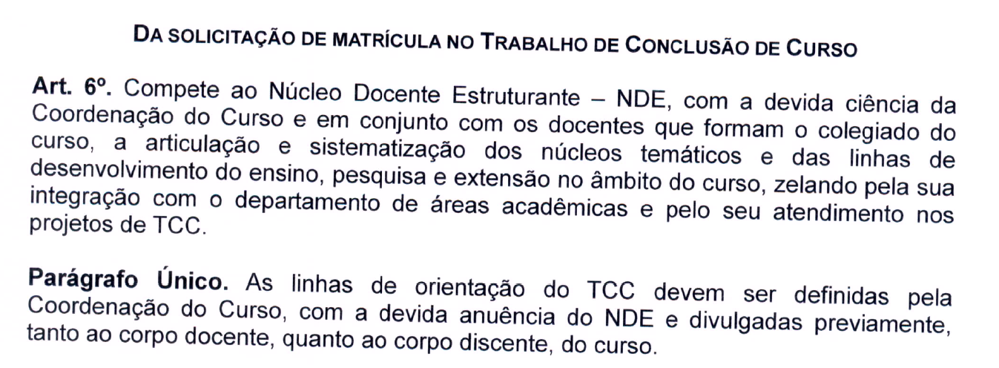 DA SOLICITAÇÃO DE MATRÍCULA NO TRABALHO DE CONCLUSÃO DE CURSO
Art. 6º. Compete ao Núcleo Docente Estruturante – NDE, com a devida ciência da
Coordenação do Curso e em conjunto com os docentes que formam o colegiado do
curso, a articulação e sistematização dos núcleos temáticos e das linhas de
desenvolvimento do ensino, pesquisa e extensão no âmbito do curso, zelando pela sua
integração com o departamento de áreas acadêmicas e pelo seu atendimento nos
projetos de TCC.
Parágrafo Único. As linhas de orientação do TCC devem ser definidas pela
Coordenação do Curso, com a devida anuência do NDE e divulgadas previamente,
tanto ao corpo docente, quanto ao corpo discente, do curso.